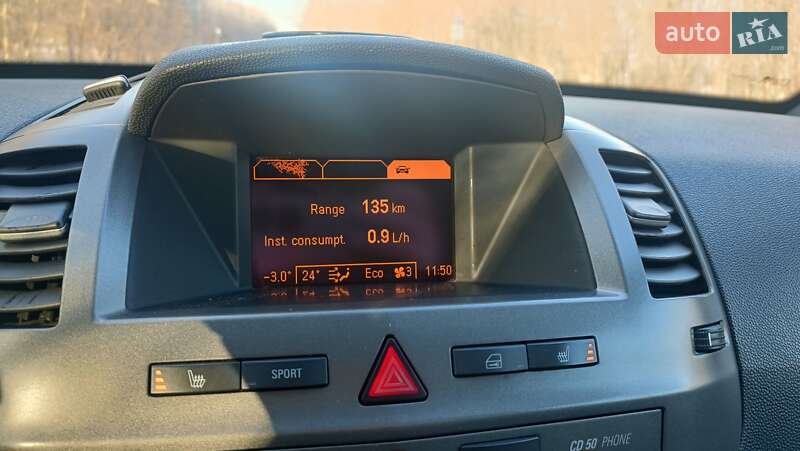 auto RIA
.com
Range 135 km
Inst. consumpt. 0.9 L/h
-3.0° 24° Eco 3 11:50
SPORT
CD 50 PHONE